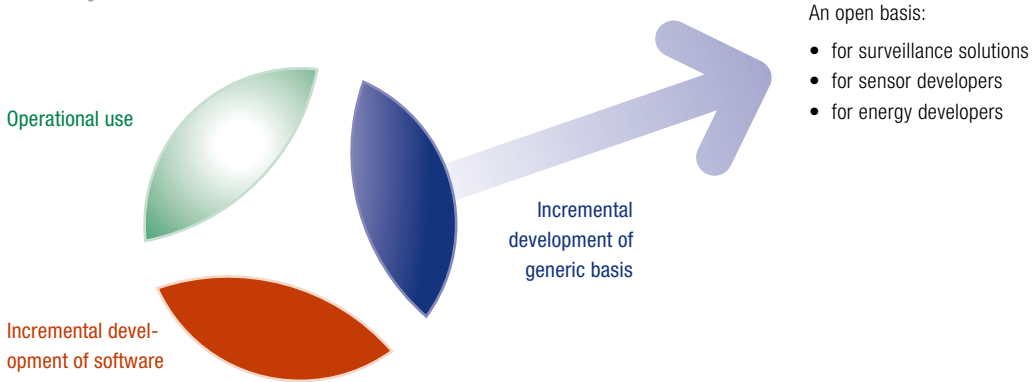 An open basis:
• for surveillance solutions
• for sensor developers
• for energy developers
Operational use
Incremental
development of
generic basis
Incremental devel-
opment of software